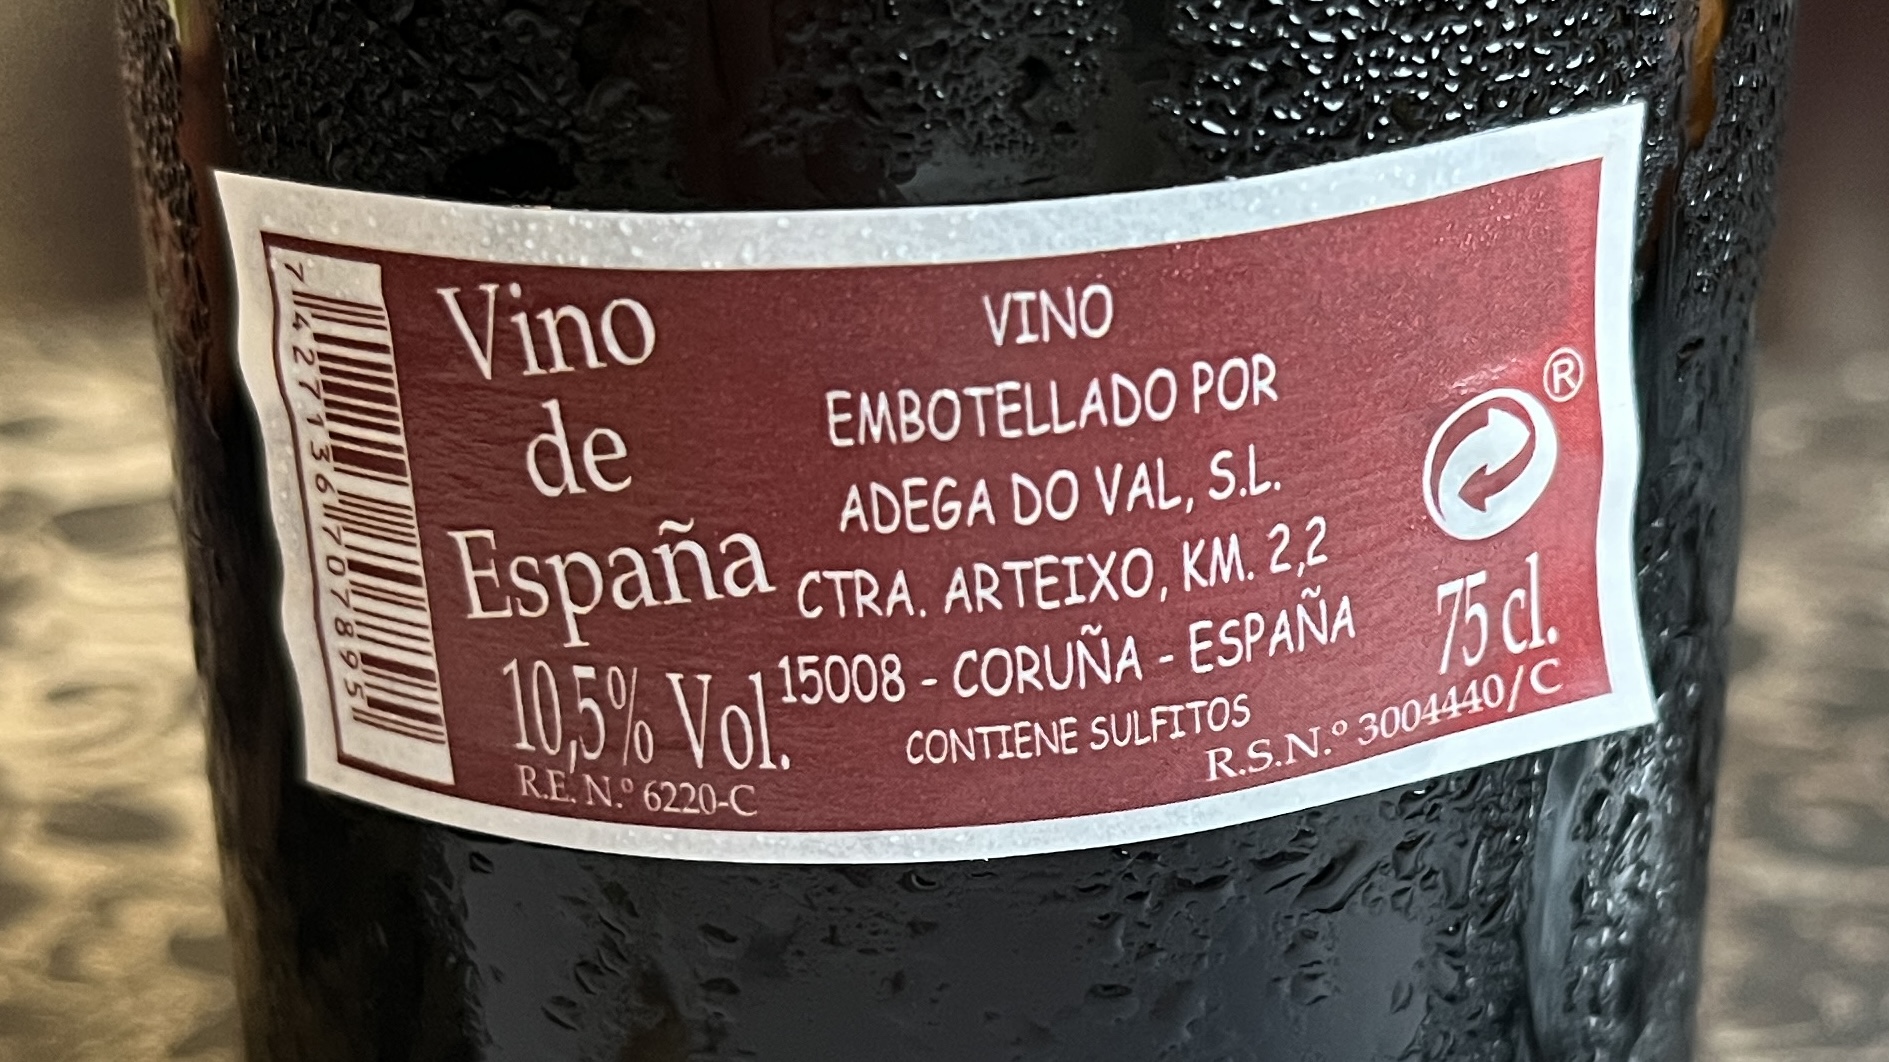 7427136707895
Vino
de
España
10,5% Vol.
R.E. N.º 6220-C
VINO
EMBOTELLADO POR
ADEGA DO VAL, S.L.
CTRA. ARTEIXO, KM. 2,2
15008 - CORUÑA - ESPAÑA
CONTIENE SULFITOS
®
75 cl.
R.S.N.º 3004440/C